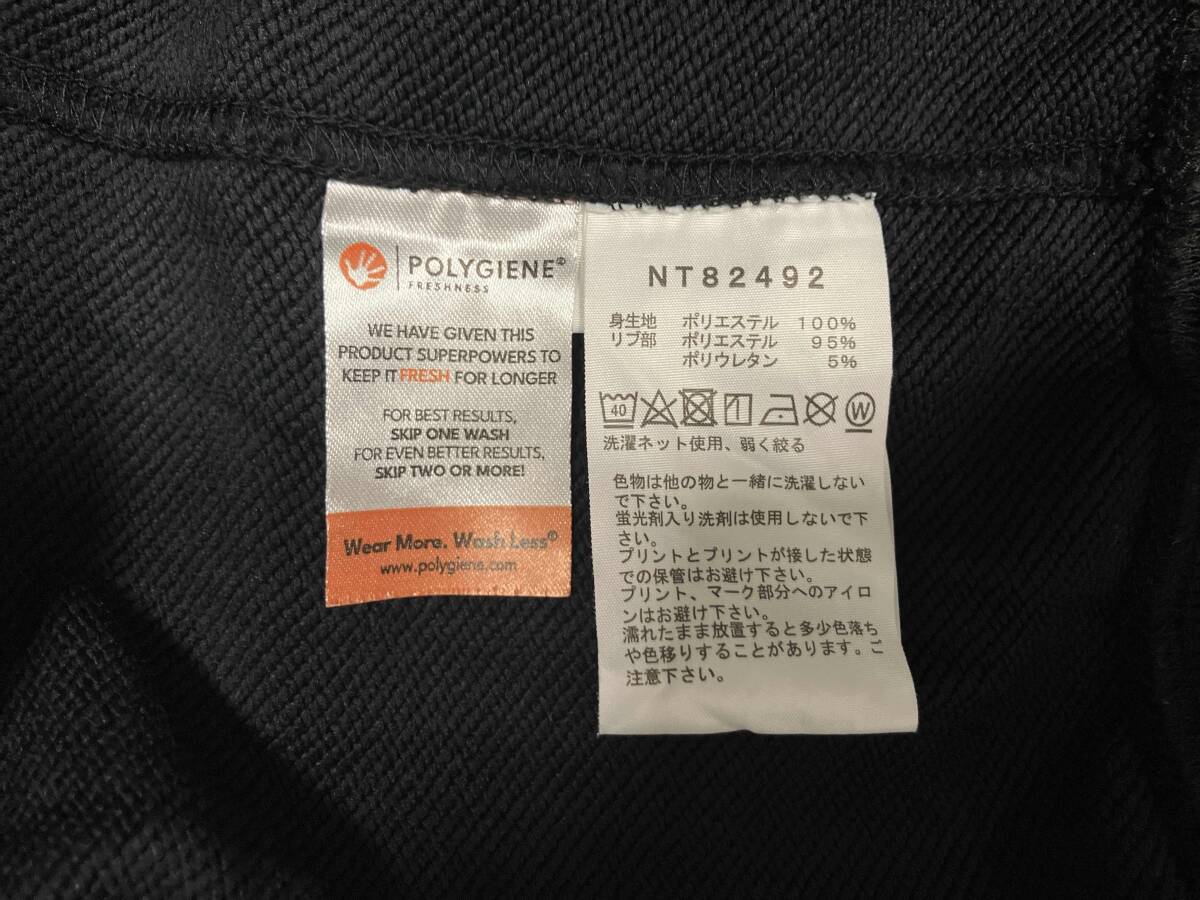 POLYGIENE®
FRESHNESS
WE HAVE GIVEN THIS
PRODUCT SUPERPOWERS TO
KEEP IT FRESH FOR LONGER
FOR BEST RESULTS,
SKIP ONE WASH
FOR EVEN BETTER RESULTS,
SKIP TWO OR MORE!
Wear More. Wash Less®
www.polygiene.com
NT82492
身生地 ポリエステル 100%
リブ部 ポリエステル 95%
ポリウレタン 5%
40 W
洗濯ネット使用、弱く絞る
色物は他の物と一緒に洗濯しない
で下さい。
蛍光剤入り洗剤は使用しないで下
さい。
プリントとプリントが接した状態
での保管はお避け下さい。
プリント、マーク部分へのアイロ
ンはお避け下さい。
濡れたまま放置すると多少色落ち
や色移りすることがあります。ご
注意下さい。